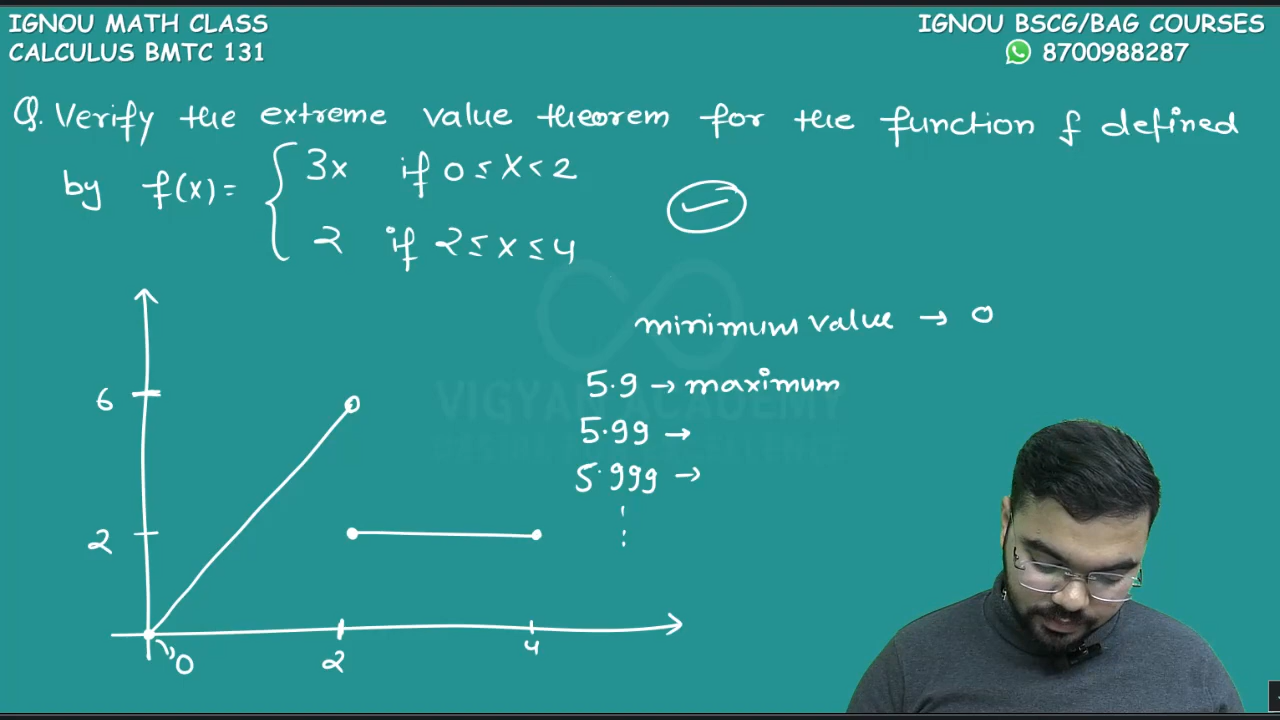 IGNOU MATH CLASS
CALCULUS BMTC 131
IGNOU BSCG/BAG COURSES
8700988287
Q. Verify the extreme value theorem for the function f defined
by f(x)= { 3x if 0 ≤ x < 2
2 if 2 ≤ x ≤ 4
minimum value → 0
5.9 → maximum
5.99 →
5.999 →
⋮
6
2
0
2
4
VIGYAN ACADEMY